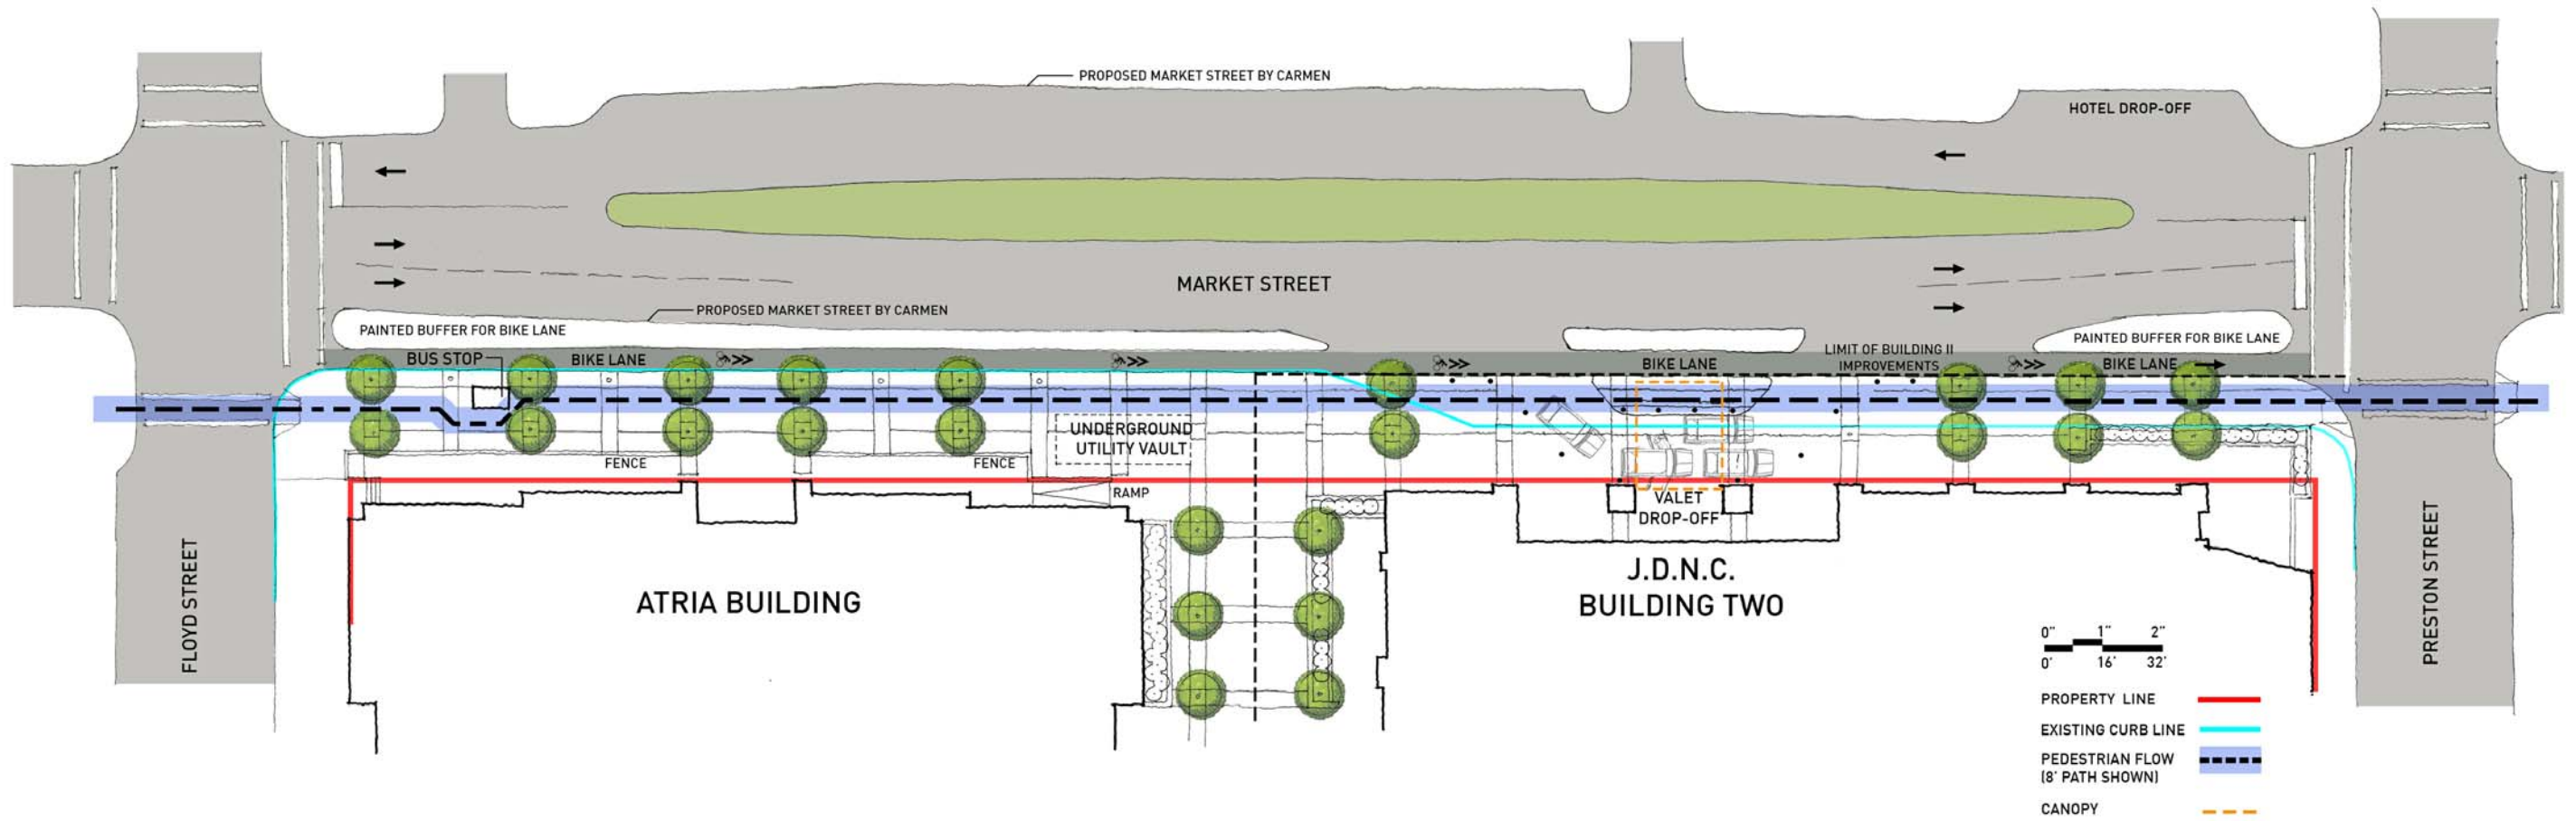 PROPOSED MARKET STREET BY CARMEN
HOTEL DROP-OFF
MARKET STREET
PROPOSED MARKET STREET BY CARMEN
PAINTED BUFFER FOR BIKE LANE
PAINTED BUFFER FOR BIKE LANE
BUS STOP
BIKE LANE
BIKE LANE
LIMIT OF BUILDING II
IMPROVEMENTS
BIKE LANE
UNDERGROUND
UTILITY VAULT
FENCE
FENCE
RAMP
VALET
DROP-OFF
FLOYD STREET
ATRIA BUILDING
J.D.N.C.
BUILDING TWO
PRESTON STREET
0" 1" 2"
0' 16' 32'
PROPERTY LINE
EXISTING CURB LINE
PEDESTRIAN FLOW
(8' PATH SHOWN)
CANOPY